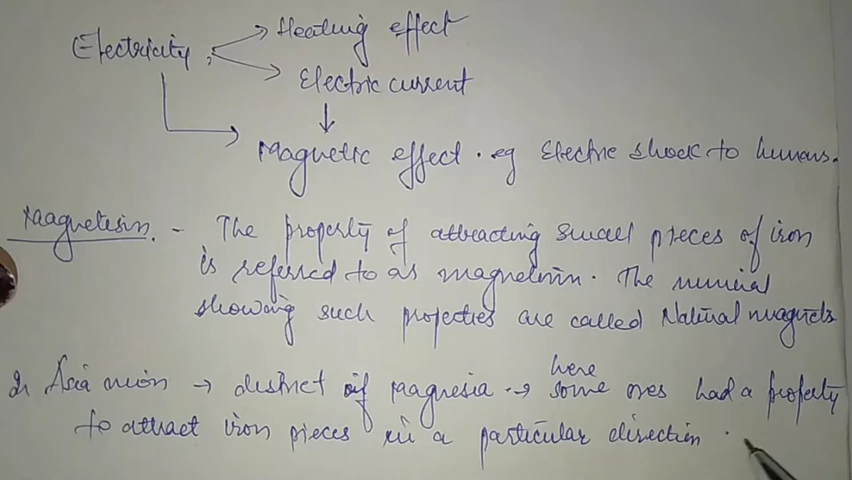 Electricity, → Heating effect
→ Electric current
↓
→ Magnetic effect. eg Electric shock to humans.
Magnetism. - The property of attracting small pieces of iron
is referred to as magnetism. The mineral
showing such properties are called Natural magnets
In Asia minor → district of magnesia. → here some ores had a property
to attract iron pieces in a particular direction.